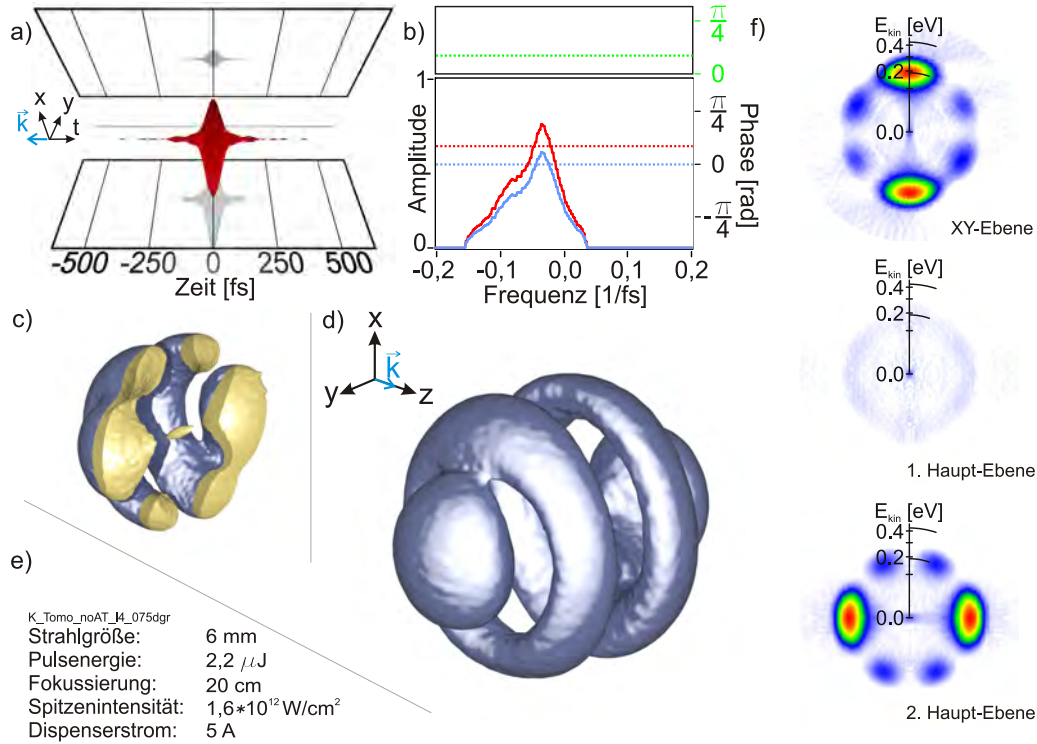 a)
x
y
k
t
-500
-250
0
250
500
Zeit [fs]
b)
π/4
0
1
Amplitude
0
π/4
0
-π/4
Phase [rad]
-0,2
-0,1
0,0
0,1
0,2
Frequenz [1/fs]
c)
d)
x
k
y
z
e)
K_Tomo_noAT_I4_075dgr
Strahlgröße: 6 mm
Pulsenergie: 2,2 µJ
Fokussierung: 20 cm
Spitzenintensität: 1,6*10¹² W/cm²
Dispenserstrom: 5 A
f)
E_kin [eV]
0.4
0.2
0.0
XY-Ebene
E_kin [eV]
0.4
0.2
0.0
1. Haupt-Ebene
E_kin [eV]
0.4
0.2
0.0
2. Haupt-Ebene